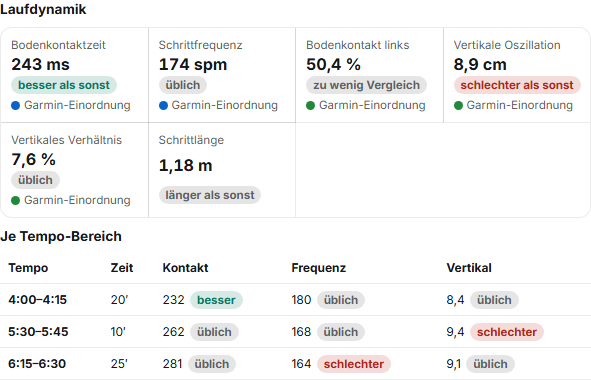 Laufdynamik
Bodenkontaktzeit
243 ms
besser als sonst
Garmin-Einordnung
Schrittfrequenz
174 spm
üblich
Garmin-Einordnung
Bodenkontakt links
50,4 %
zu wenig Vergleich
Garmin-Einordnung
Vertikale Oszillation
8,9 cm
schlechter als sonst
Garmin-Einordnung
Vertikales Verhältnis
7,6 %
üblich
Garmin-Einordnung
Schrittlänge
1,18 m
länger als sonst
Je Tempo-Bereich
Tempo Zeit Kontakt Frequenz Vertikal
4:00–4:15 20′ 232 besser 180 üblich 8,4 üblich
5:30–5:45 10′ 262 üblich 168 üblich 9,4 schlechter
6:15–6:30 25′ 281 üblich 164 schlechter 9,1 üblich